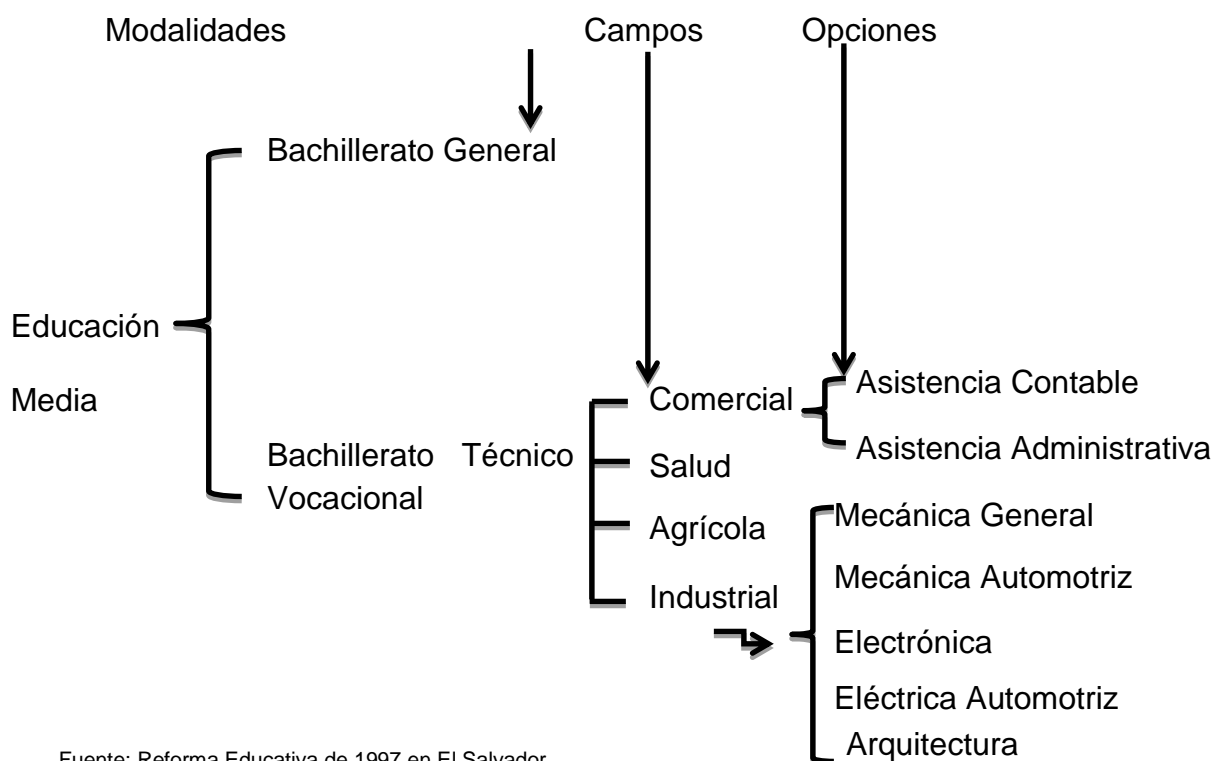 Modalidades Campos Opciones
Bachillerato General
Educación
Media
Bachillerato Técnico
Vocacional
Comercial
Salud
Agrícola
Industrial
Asistencia Contable
Asistencia Administrativa
Mecánica General
Mecánica Automotriz
Electrónica
Eléctrica Automotriz
Arquitectura
Fuente: Reforma Educativa de 1997 en El Salvador